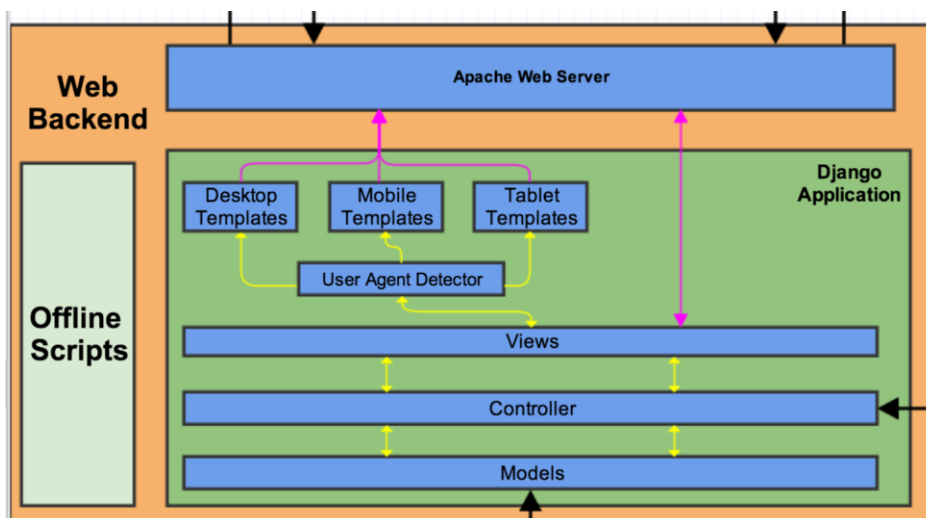 Web
Backend
Apache Web Server
Django
Application
Desktop
Templates
Mobile
Templates
Tablet
Templates
User Agent Detector
Offline
Scripts
Views
Controller
Models